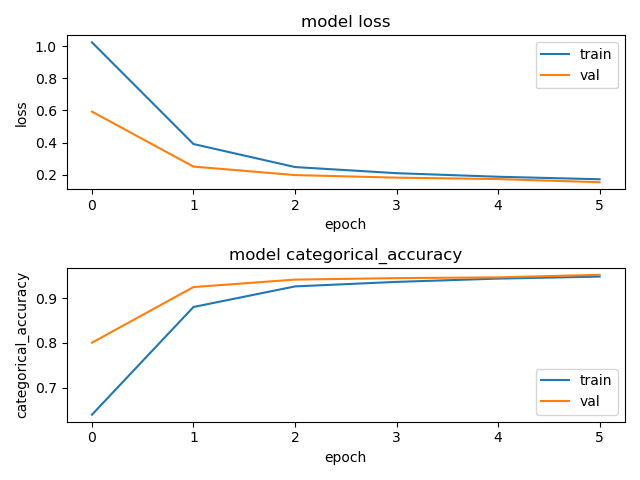 model loss
1.0
0.8
0.6
0.4
0.2
loss
train
val
0 1 2 3 4 5
epoch
model categorical_accuracy
0.9
0.8
0.7
categorical_accuracy
train
val
0 1 2 3 4 5
epoch